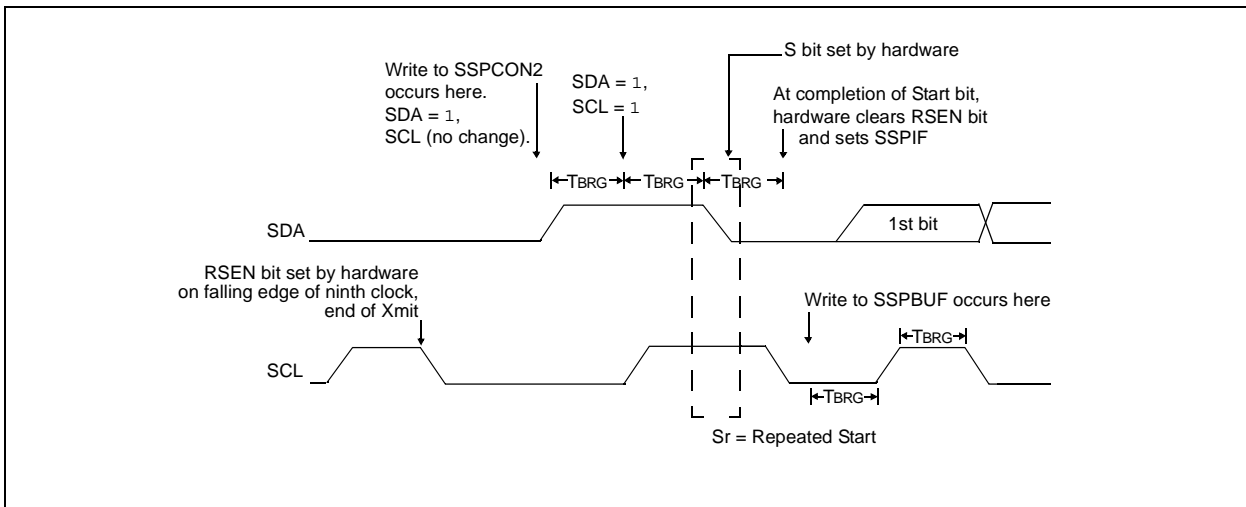 S bit set by hardware
Write to SSPCON2
occurs here.
SDA = 1,
SCL (no change).
SDA = 1,
SCL = 1
At completion of Start bit,
hardware clears RSEN bit
and sets SSPIF
TBRG
TBRG
TBRG
SDA
1st bit
RSEN bit set by hardware
on falling edge of ninth clock,
end of Xmit
Write to SSPBUF occurs here
TBRG
SCL
TBRG
Sr = Repeated Start